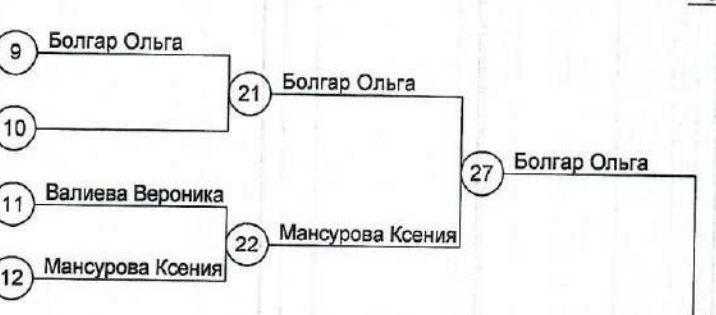 9 Болгар Ольга
21 Болгар Ольга
10
27 Болгар Ольга
11 Валиева Вероника
22 Мансурова Ксения
12 Мансурова Ксения